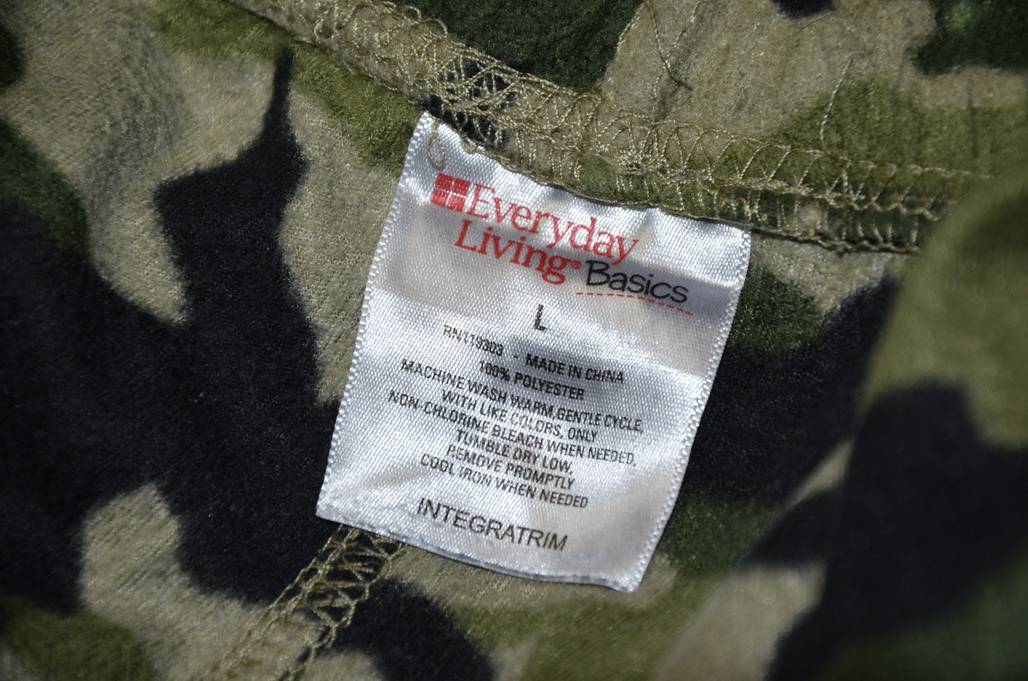 Everyday
Living® Basics
L
RN119303 - MADE IN CHINA
100% POLYESTER
MACHINE WASH WARM, GENTLE CYCLE,
WITH LIKE COLORS, ONLY
NON-CHLORINE BLEACH WHEN NEEDED,
TUMBLE DRY LOW,
REMOVE PROMPTLY
COOL IRON WHEN NEEDED
INTEGRATRIM